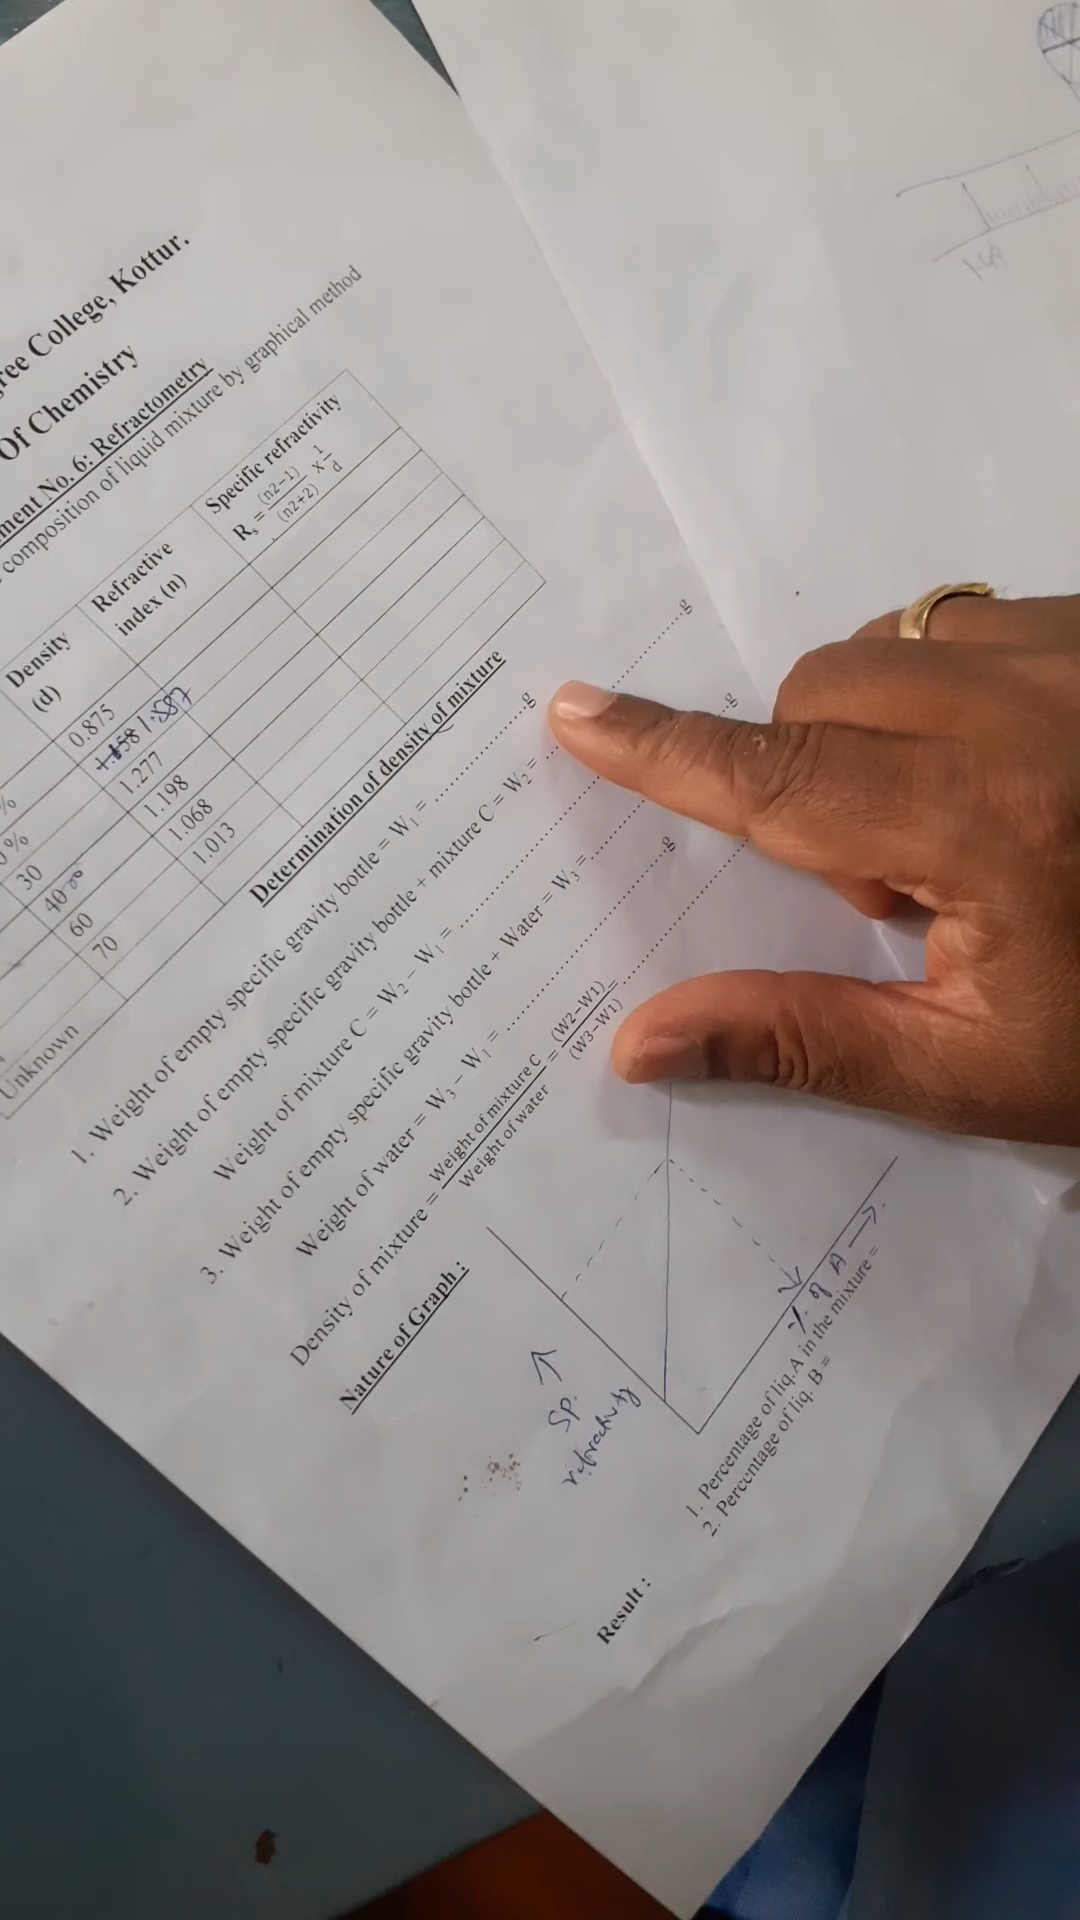 ree College, Kottur.
Of Chemistry
ment No. 6: Refractometry
composition of liquid mixture by graphical method
Density (d) Refractive index (n) Specific refractivity
Rs = (n2−1)/(n2+2) X 1/d
% 0.875
0% 1.587
30 1.277
40 1.198
60 1.068
70 1.013
Unknown
Determination of density of mixture
1. Weight of empty specific gravity bottle = W1 = ....................g
2. Weight of empty specific gravity bottle + mixture C = W2 = ....................g
Weight of mixture C = W2 − W1 = ....................g
3. Weight of empty specific gravity bottle + Water = W3 = ....................
Weight of water = W3 − W1 = ....................g
Density of mixture = Weight of mixture C/Weight of water = (W2−W1)/(W3−W1) = ....................
Nature of Graph :
Sp. ↑
refractivity
% of A →
Result :
1. Percentage of liq.A in the mixture =
2. Percentage of liq. B =